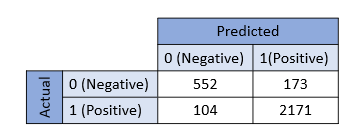 Predicted
0 (Negative) 1(Positive)
Actual
0 (Negative) 552 173
1 (Positive) 104 2171